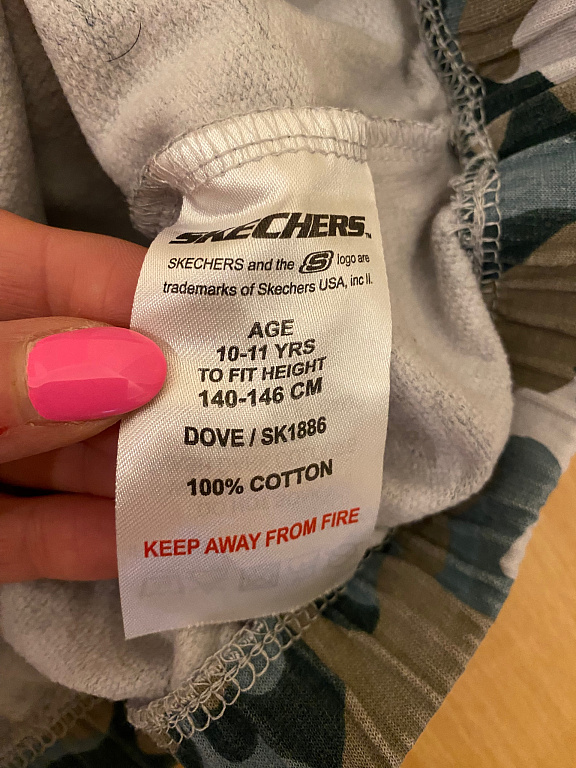 SKECHERS™
SKECHERS and the S logo are
trademarks of Skechers USA, inc II.
AGE
10-11 YRS
TO FIT HEIGHT
140-146 CM
DOVE / SK1886
100% COTTON
KEEP AWAY FROM FIRE